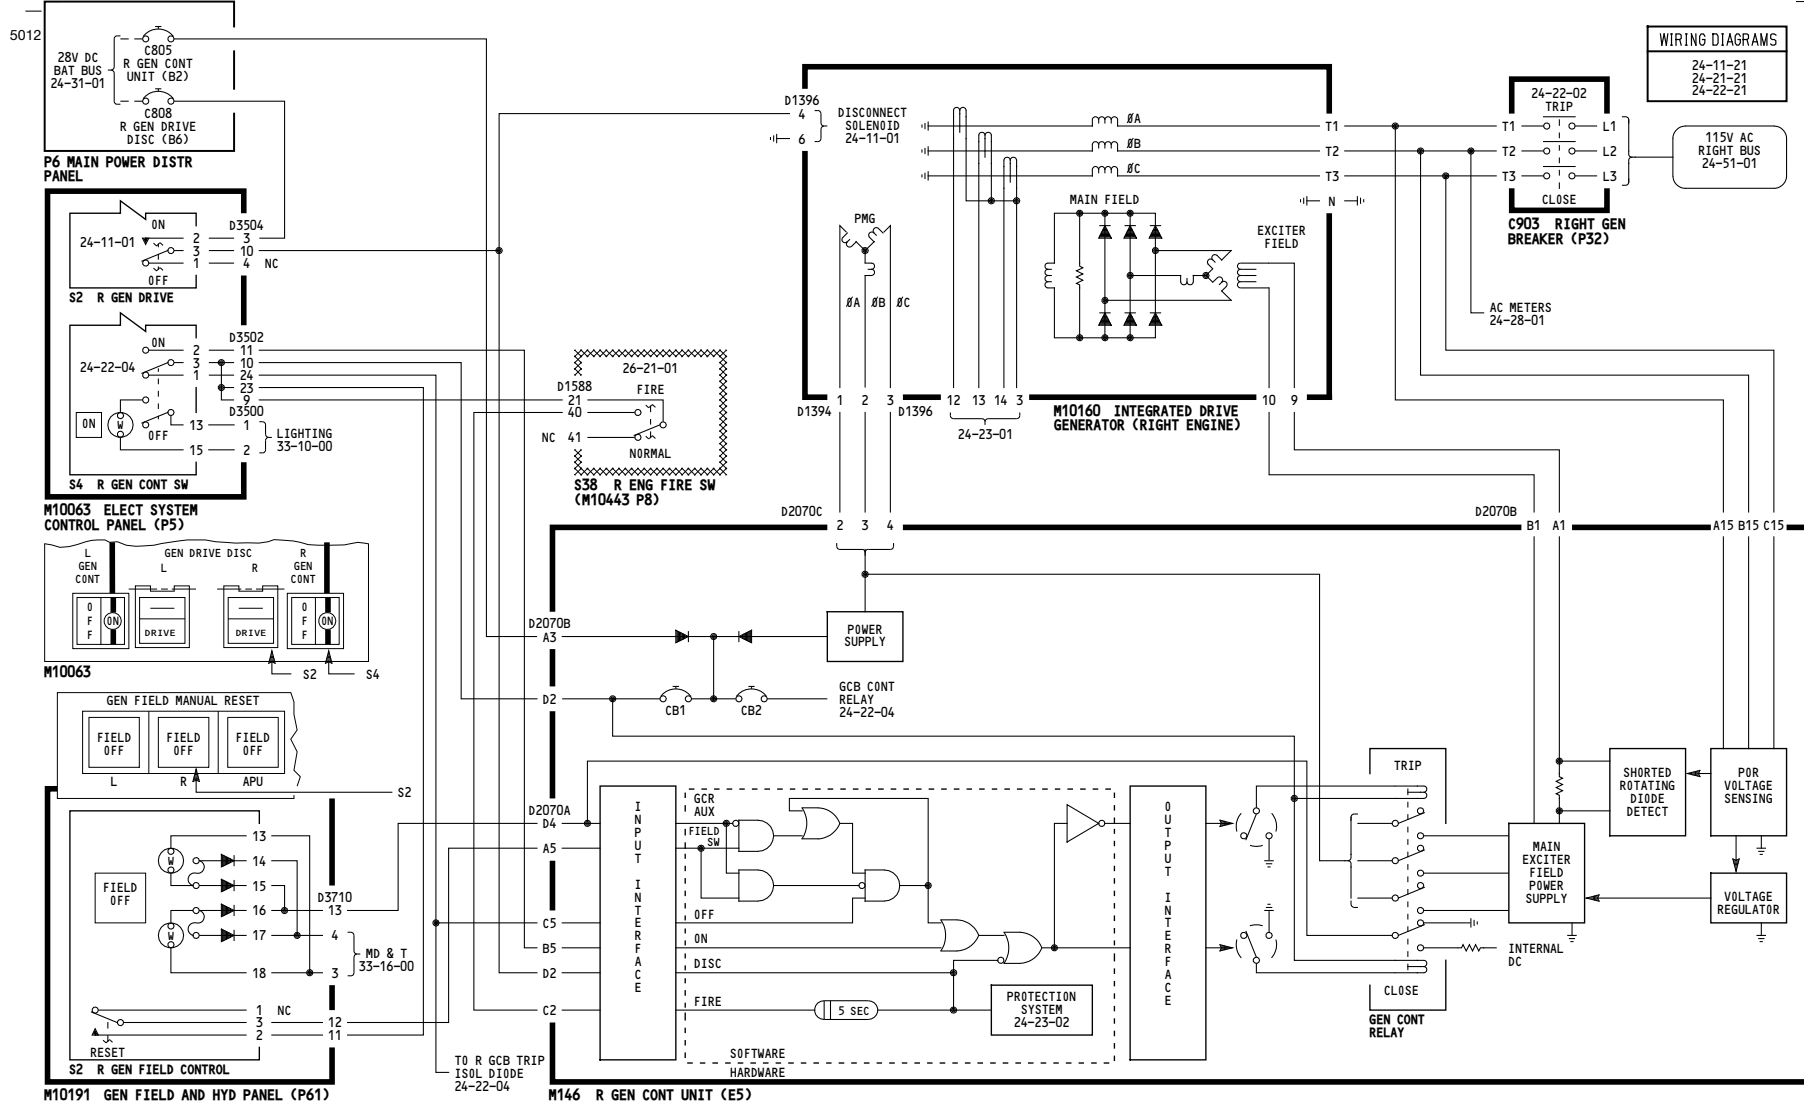 5012
28V DC
BAT BUS
24-31-01
C805
R GEN CONT
UNIT (B2)
C808
R GEN DRIVE
DISC (B6)
P6 MAIN POWER DISTR
PANEL
ON
24-11-01
OFF
2
3
1
D3504
3
10
4 NC
S2 R GEN DRIVE
ON
24-22-04
ON
W
OFF
2
3
1
13
15
D3502
11
10
24
23
9
D3500
1
2
LIGHTING
33-10-00
S4 R GEN CONT SW
M10063 ELECT SYSTEM
CONTROL PANEL (P5)
L
GEN
CONT
GEN DRIVE DISC
L
R
R
GEN
CONT
OFF
ON
DRIVE
DRIVE
OFF
ON
M10063
S2
S4
GEN FIELD MANUAL RESET
FIELD
OFF
FIELD
OFF
FIELD
OFF
L
R
APU
S2
13
W
14
15
FIELD
OFF
16
W
17
18
D3710
13
4
3
MD & T
33-16-00
1 NC
3
2
12
11
RESET
S2 R GEN FIELD CONTROL
M10191 GEN FIELD AND HYD PANEL (P61)
26-21-01
D1588
21
40
NC 41
FIRE
NORMAL
S38 R ENG FIRE SW
(M10443 P8)
D1396
4
6
DISCONNECT
SOLENOID
24-11-01
ØA
ØB
ØC
T1
T2
T3
N
PMG
ØA ØB ØC
MAIN FIELD
EXCITER
FIELD
D1394
1 2 3
D1396
12 13 14 3
24-23-01
10 9
M10160 INTEGRATED DRIVE
GENERATOR (RIGHT ENGINE)
24-22-02
TRIP
T1
T2
T3
L1
L2
L3
CLOSE
C903 RIGHT GEN
BREAKER (P32)
WIRING DIAGRAMS
24-11-21
24-21-21
24-22-21
115V AC
RIGHT BUS
24-51-01
AC METERS
24-28-01
D2070C
2 3 4
D2070B
B1 A1
A15 B15 C15
D2070B
A3
POWER
SUPPLY
D2
CB1
CB2
GCB CONT
RELAY
24-22-04
D2070A
D4
A5
C5
B5
D2
C2
INPUT INTERFACE
GCR
AUX
FIELD
SW
OFF
ON
DISC
FIRE
5 SEC
PROTECTION
SYSTEM
24-23-02
SOFTWARE
HARDWARE
OUTPUT INTERFACE
TRIP
CLOSE
GEN CONT
RELAY
INTERNAL
DC
MAIN
EXCITER
FIELD
POWER
SUPPLY
SHORTED
ROTATING
DIODE
DETECT
POR
VOLTAGE
SENSING
VOLTAGE
REGULATOR
TO R GCB TRIP
ISOL DIODE
24-22-04
M146 R GEN CONT UNIT (E5)